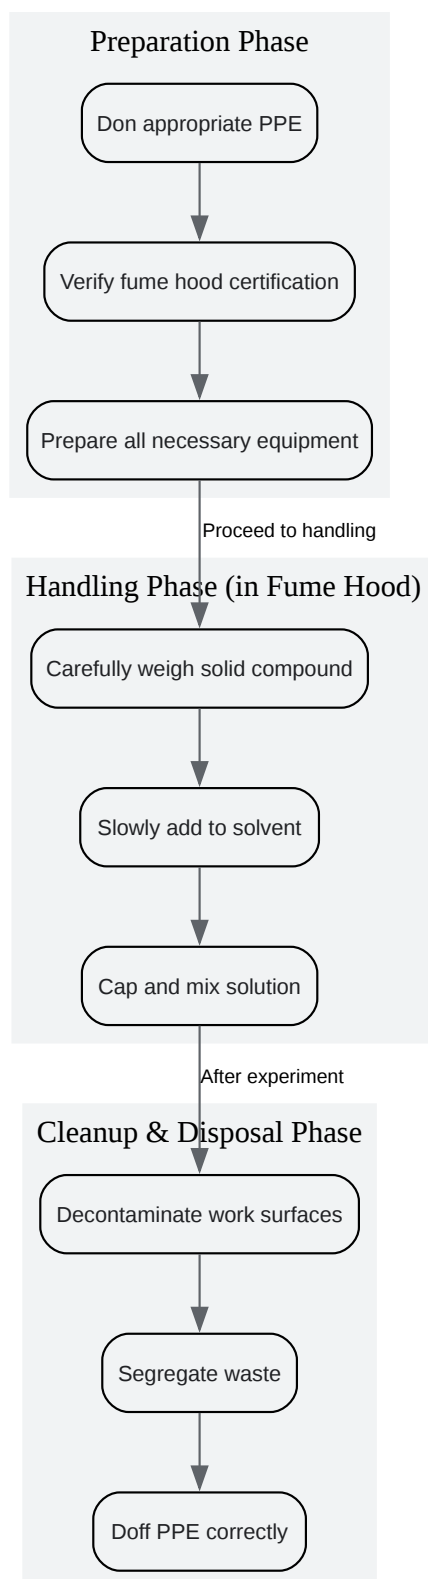 Preparation Phase
Don appropriate PPE
Verify fume hood certification
Prepare all necessary equipment
Proceed to handling
Handling Phase (in Fume Hood)
Carefully weigh solid compound
Slowly add to solvent
Cap and mix solution
After experiment
Cleanup & Disposal Phase
Decontaminate work surfaces
Segregate waste
Doff PPE correctly